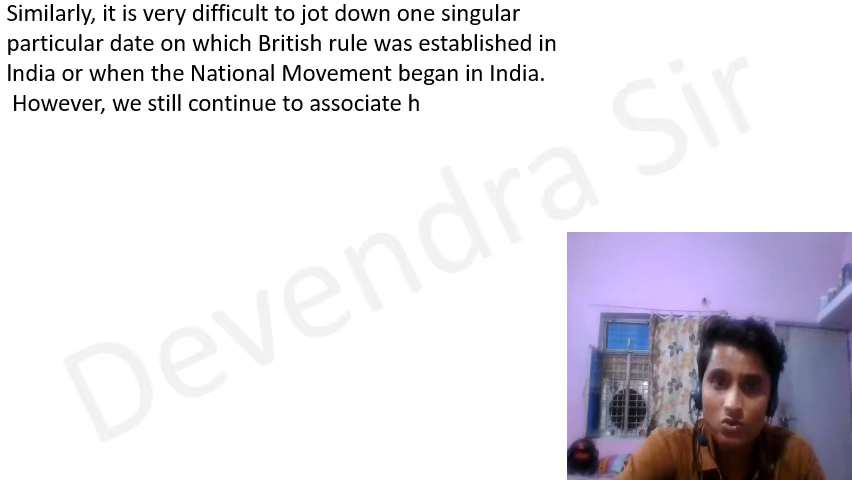 Similarly, it is very difficult to jot down one singular
particular date on which British rule was established in
India or when the National Movement began in India.
However, we still continue to associate h
Devendra Sir